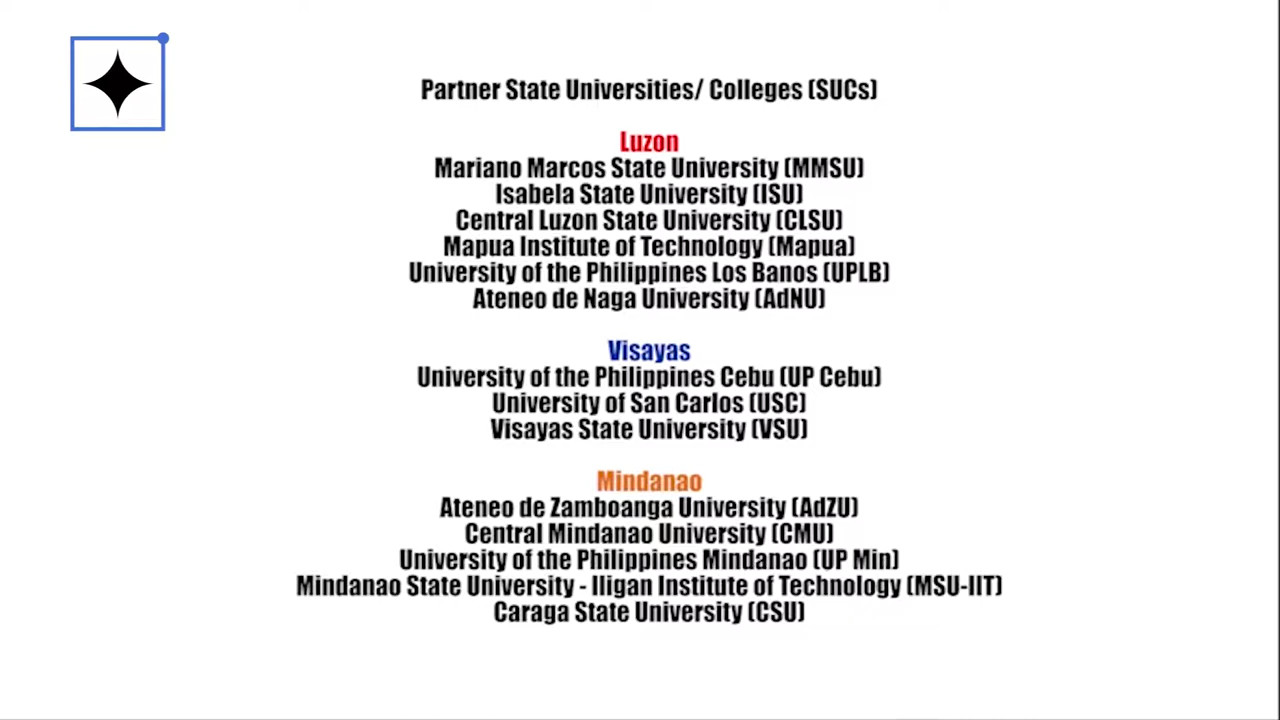 Partner State Universities/ Colleges (SUCs)
Luzon
Mariano Marcos State University (MMSU)
Isabela State University (ISU)
Central Luzon State University (CLSU)
Mapua Institute of Technology (Mapua)
University of the Philippines Los Banos (UPLB)
Ateneo de Naga University (AdNU)
Visayas
University of the Philippines Cebu (UP Cebu)
University of San Carlos (USC)
Visayas State University (VSU)
Mindanao
Ateneo de Zamboanga University (AdZU)
Central Mindanao University (CMU)
University of the Philippines Mindanao (UP Min)
Mindanao State University - Iligan Institute of Technology (MSU-IIT)
Caraga State University (CSU)